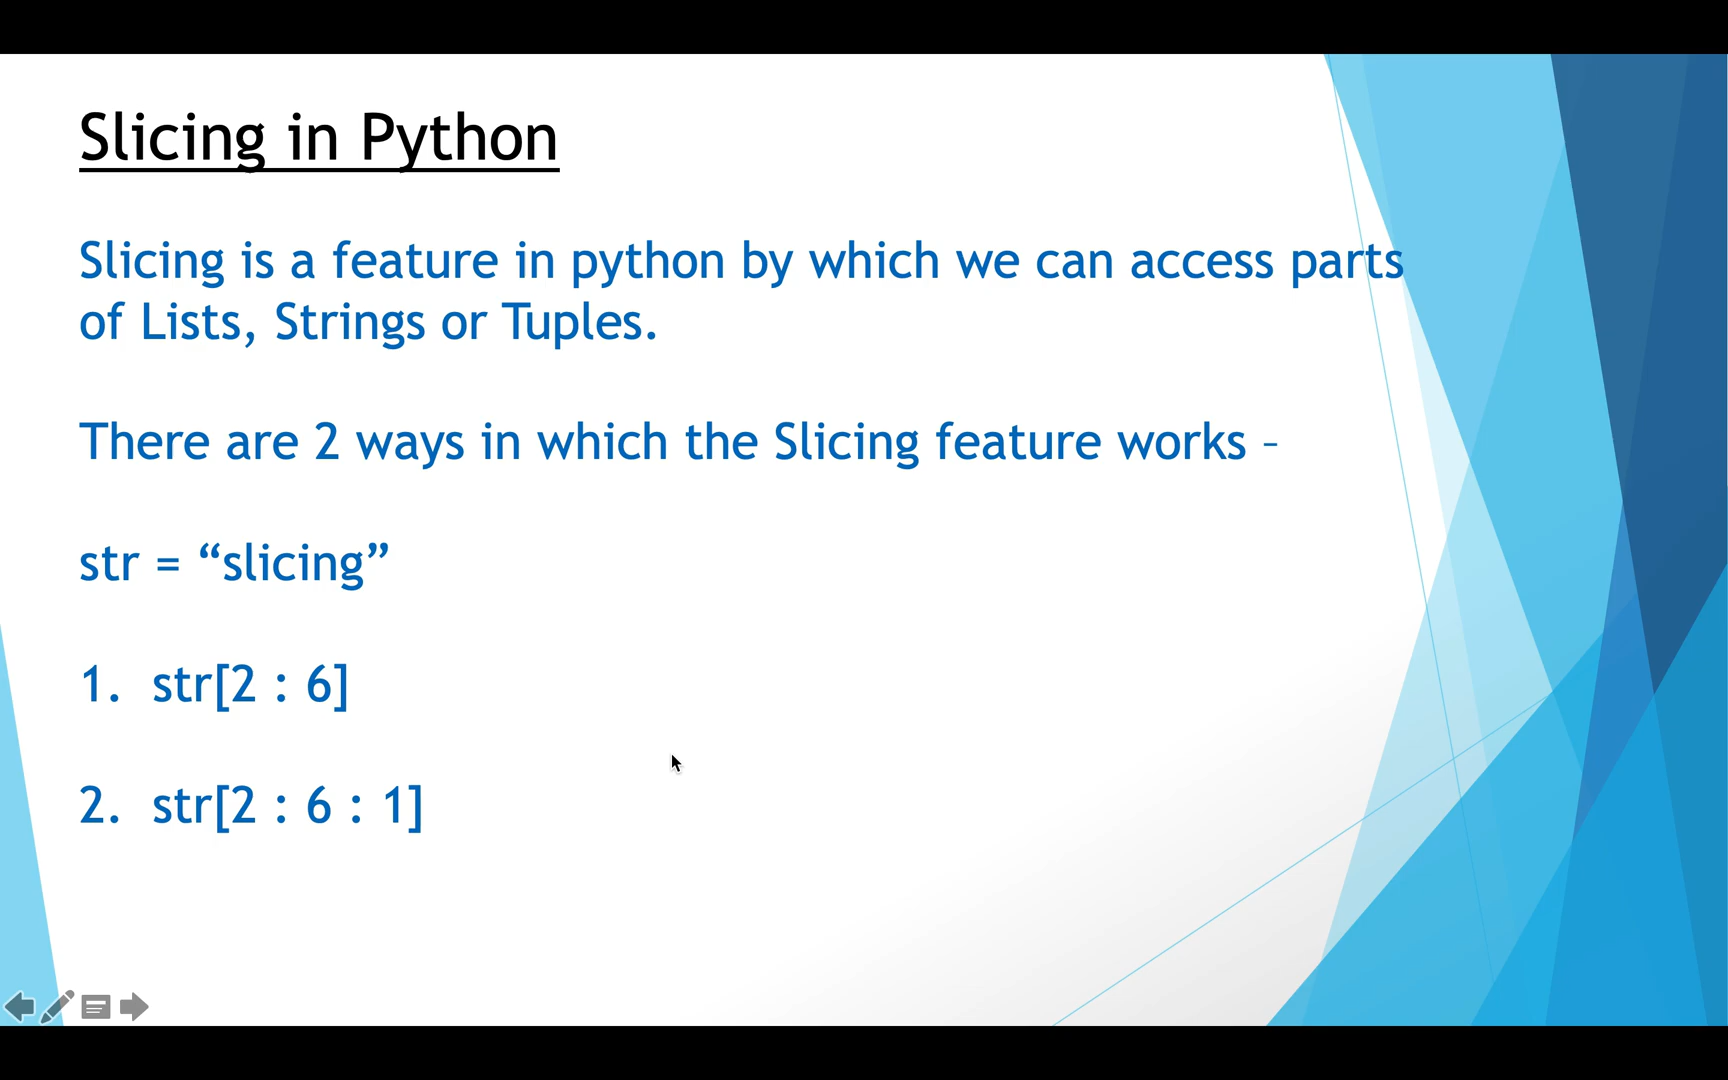 Slicing in Python
Slicing is a feature in python by which we can access parts
of Lists, Strings or Tuples.
There are 2 ways in which the Slicing feature works –
str = “slicing”
1. str[2 : 6]
2. str[2 : 6 : 1]